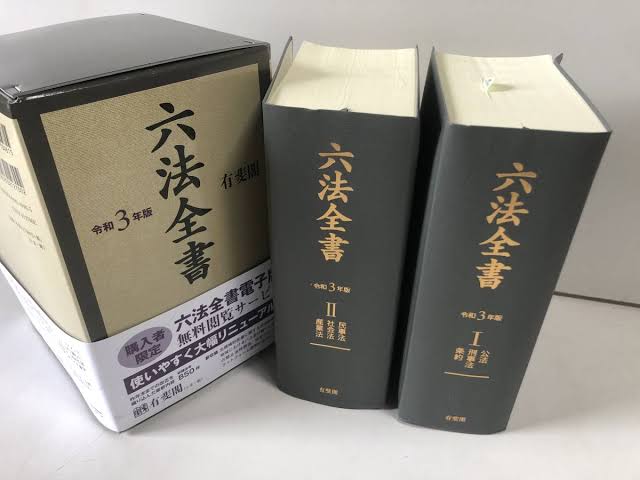 六法全書
有斐閣
令和3年版
購入者
限定
六法全書電子版
無料閲覧サービ
使いやすく大幅リニューアル
有斐閣
六法全書
令和3年版
II
民事法
社会法
産業法
有斐閣
六法全書
令和3年版
I
公法
刑事法
条約
有斐閣